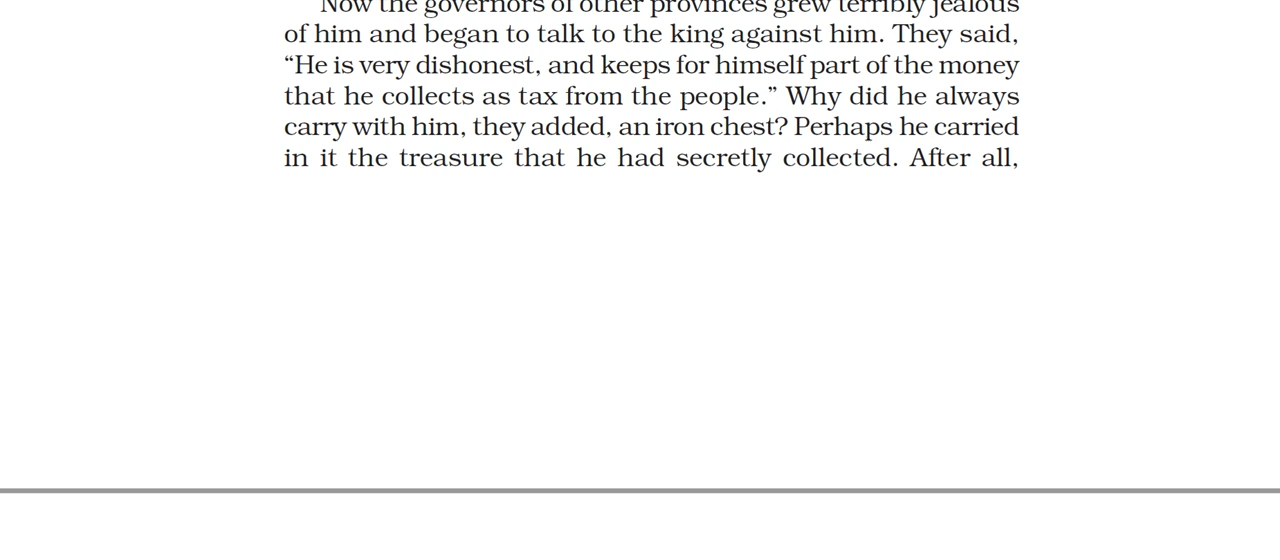 Now the governors of other provinces grew terribly jealous
of him and began to talk to the king against him. They said,
“He is very dishonest, and keeps for himself part of the money
that he collects as tax from the people.” Why did he always
carry with him, they added, an iron chest? Perhaps he carried
in it the treasure that he had secretly collected. After all,